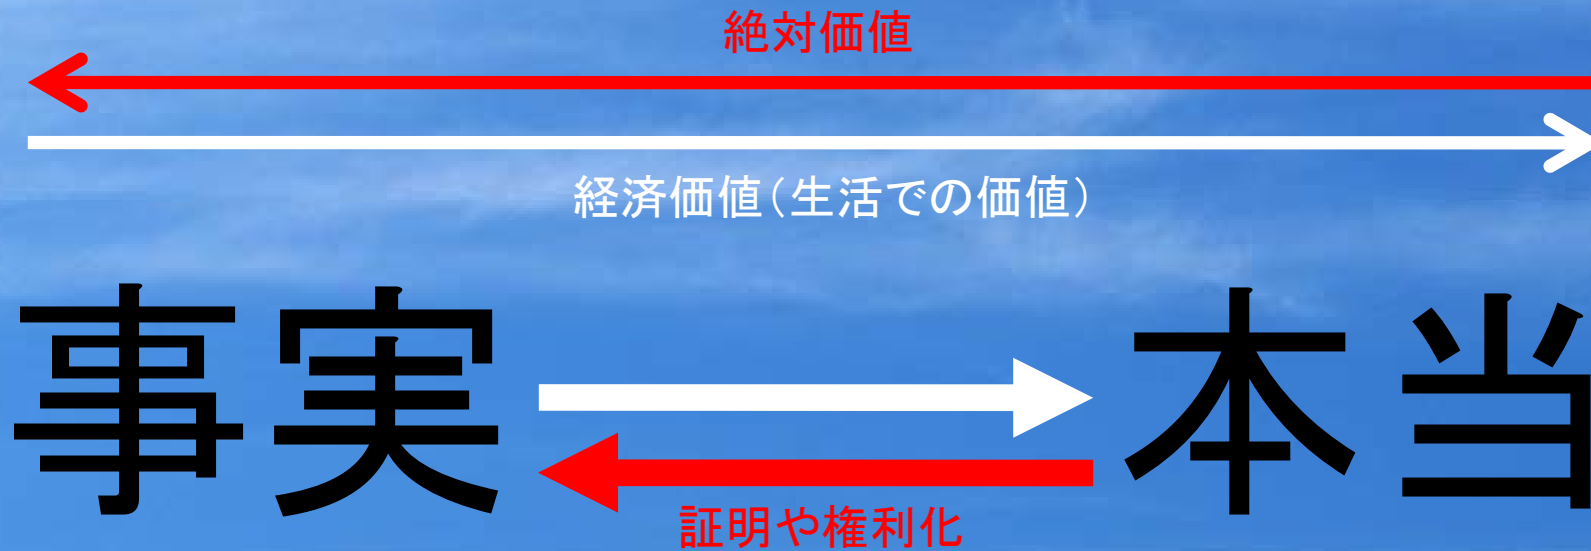 絶対価値
経済価値(生活での価値)
事実
本当
証明や権利化